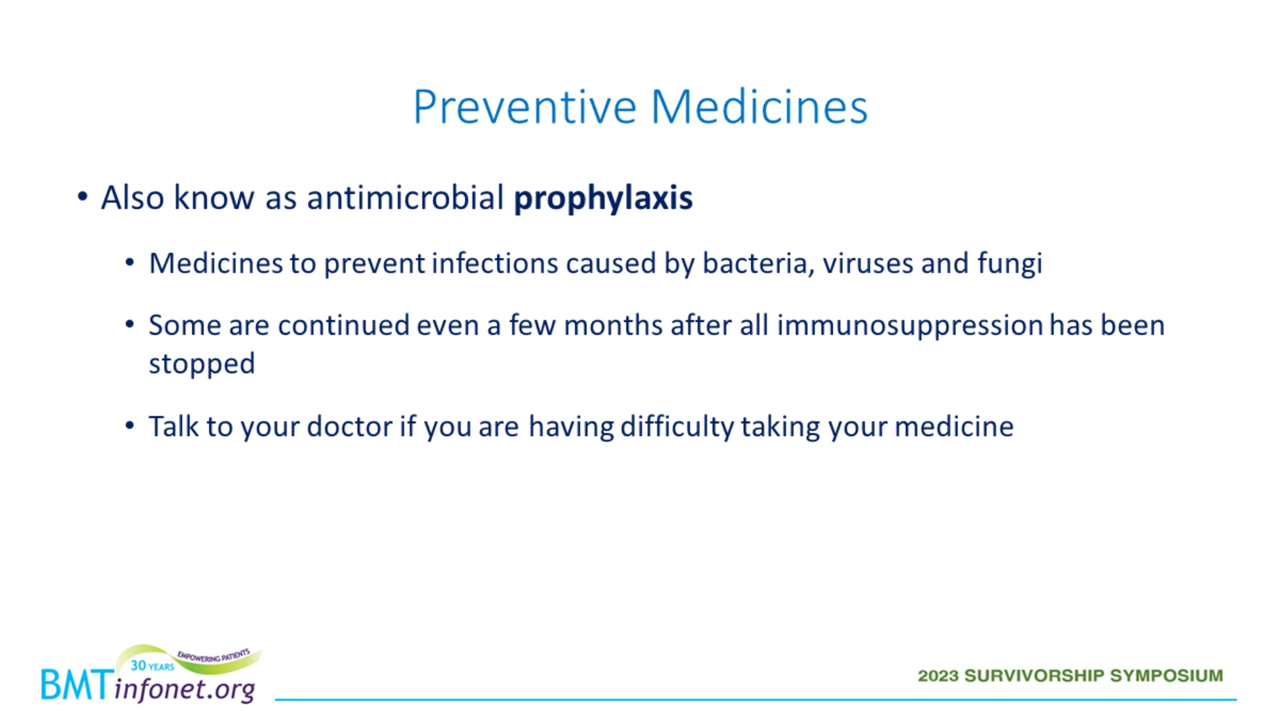 Preventive Medicines
• Also know as antimicrobial prophylaxis
• Medicines to prevent infections caused by bacteria, viruses and fungi
• Some are continued even a few months after all immunosuppression has been
stopped
• Talk to your doctor if you are having difficulty taking your medicine
30 YEARS EMPOWERING PATIENTS
BMTinfonet.org
2023 SURVIVORSHIP SYMPOSIUM